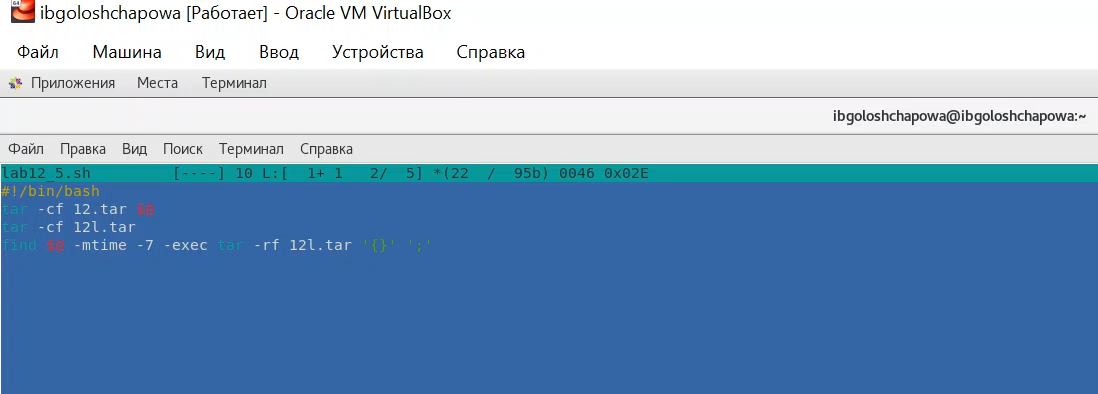 ibgoloshchapowa [Работает] - Oracle VM VirtualBox
Файл Машина Вид Ввод Устройства Справка
Приложения Места Терминал
ibgoloshchapowa@ibgoloshchapowa:~
Файл Правка Вид Поиск Терминал Справка
lab12_5.sh [----] 10 L:[ 1+ 1 2/ 5] *(22 / 95b) 0046 0x02E
#!/bin/bash
tar -cf 12.tar $@
tar -cf 12l.tar
find $@ -mtime -7 -exec tar -rf 12l.tar '{}' ';'